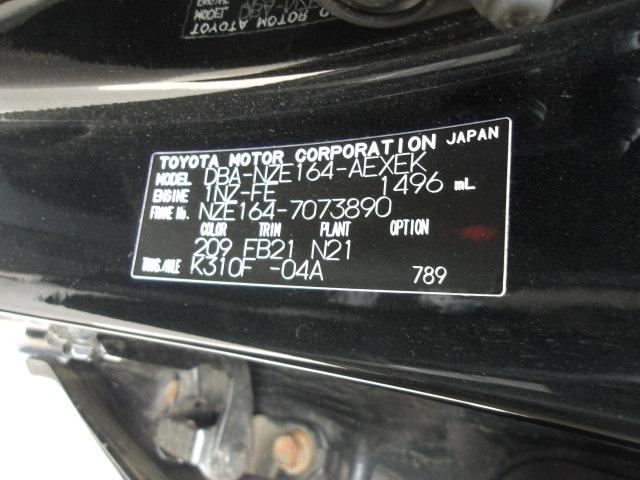 TOYOTA MOTOR CORPORATION JAPAN
MODEL DBA-NZE164-AEXEK
ENGINE 1NZ-FE 1496 mL
FRAME No. NZE164-7073890
COLOR TRIM PLANT OPTION
209 FB21 N21
TRANS./AXLE K310F -04A 789